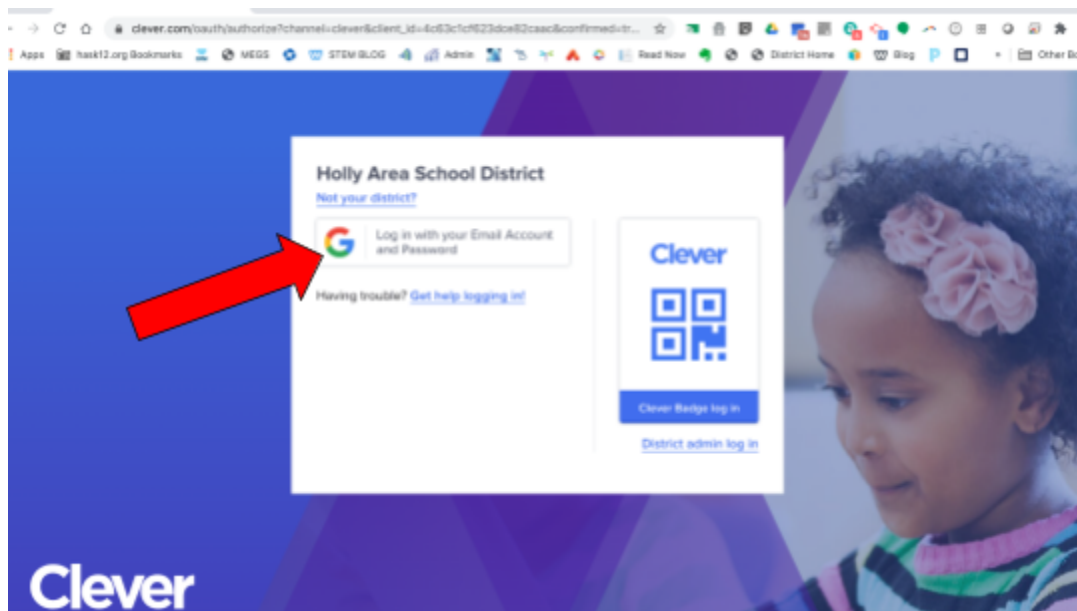 clever.com/oauth/authorize?channel=clever&client_id=4c63c1cf623dce82caac&confirmed=tr...
Apps hask12.org Bookmarks MEGS STEM BLOG Admin Read Now District Home Blog Other Bo
Holly Area School District
Not your district?
Log in with your Email Account
and Password
Having trouble? Get help logging in!
Clever
Clever Badge log in
District admin log in
Clever